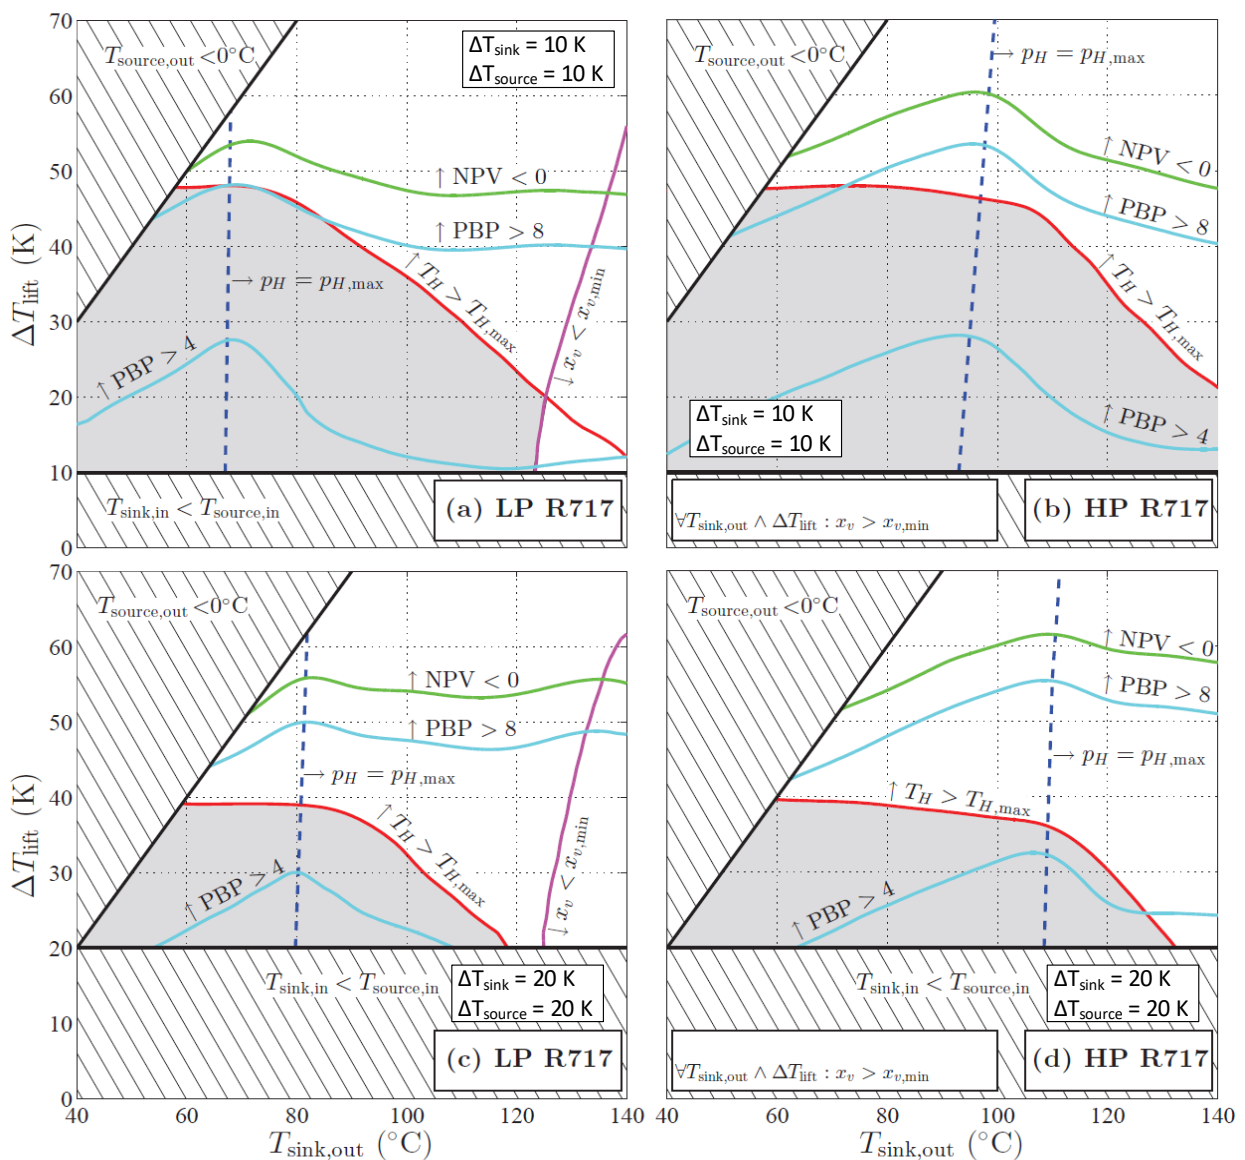 70
60
50
40
30
20
10
0
ΔT_lift (K)
T_source,out <0°C
ΔT_sink = 10 K
ΔT_source = 10 K
↑ NPV < 0
↑ PBP > 8
→ p_H = p_H,max
↑ T_H > T_H,max
↓ x_v < x_v,min
↑ PBP > 4
T_sink,in < T_source,in
(a) LP R717
T_source,out <0°C
→ p_H = p_H,max
↑ NPV < 0
↑ PBP > 8
↑ T_H > T_H,max
ΔT_sink = 10 K
ΔT_source = 10 K
↑ PBP > 4
∀T_sink,out ∧ ΔT_lift : x_v > x_v,min
(b) HP R717
70
60
50
40
30
20
10
0
ΔT_lift (K)
T_source,out <0°C
↑ NPV < 0
↑ PBP > 8
→ p_H = p_H,max
↑ T_H > T_H,max
↓ x_v < x_v,min
↑ PBP > 4
T_sink,in < T_source,in
ΔT_sink = 20 K
ΔT_source = 20 K
(c) LP R717
40 60 80 100 120 140
T_sink,out (°C)
T_source,out <0°C
↑ NPV < 0
↑ PBP > 8
→ p_H = p_H,max
↑ T_H > T_H,max
↑ PBP > 4
T_sink,in < T_source,in
ΔT_sink = 20 K
ΔT_source = 20 K
∀T_sink,out ∧ ΔT_lift : x_v > x_v,min
(d) HP R717
40 60 80 100 120 140
T_sink,out (°C)